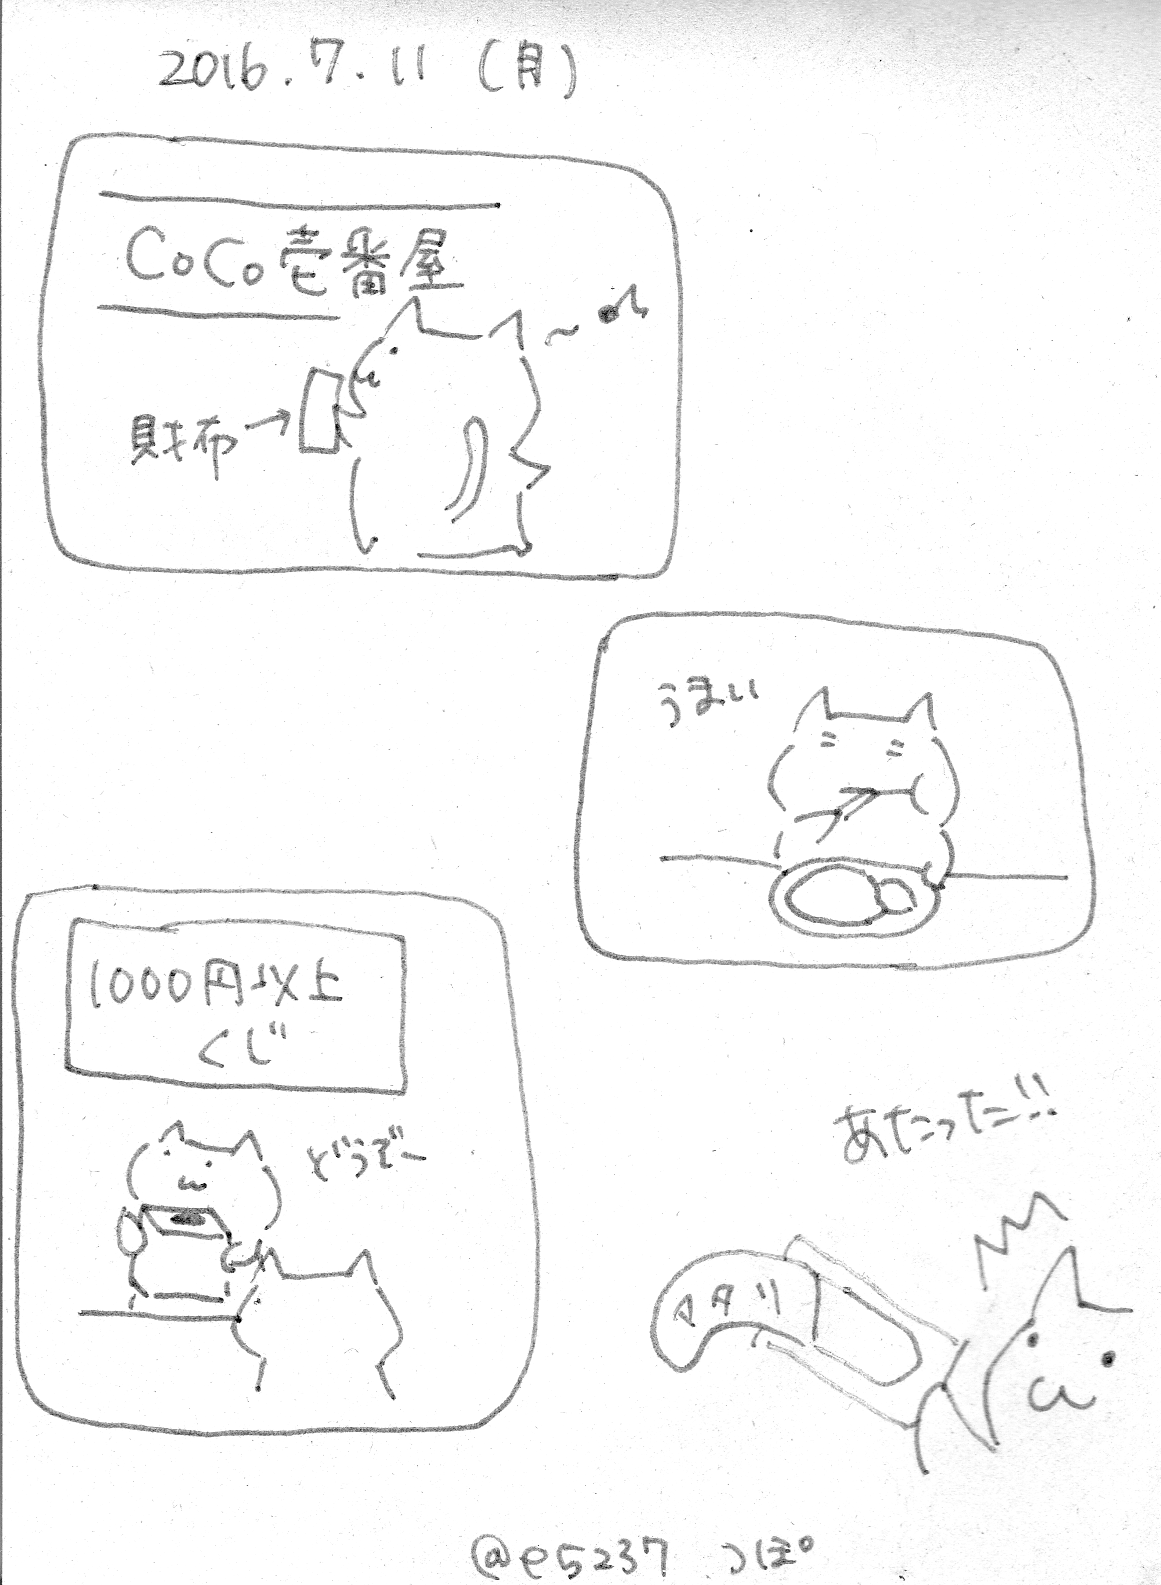 2016.7.11 (月)
CoCo壱番屋
財布→
うまい
1000円以上
くじ
どうぞー
あたった!!
アタリ
@e5237 つぽ